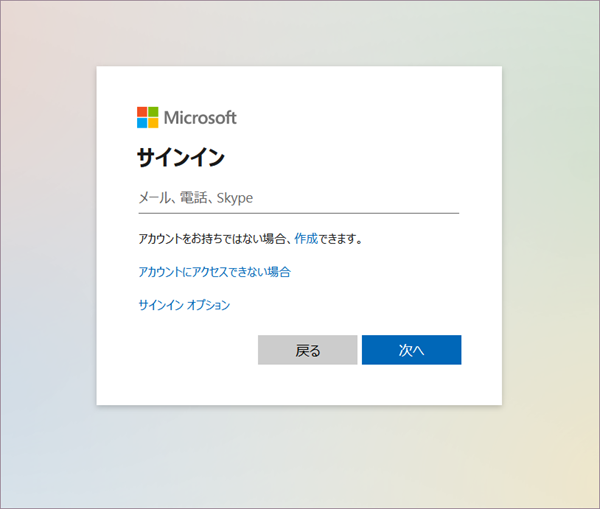 Microsoft
サインイン
メール、電話、Skype
アカウントをお持ちではない場合、作成できます。
アカウントにアクセスできない場合
サインイン オプション
戻る 次へ